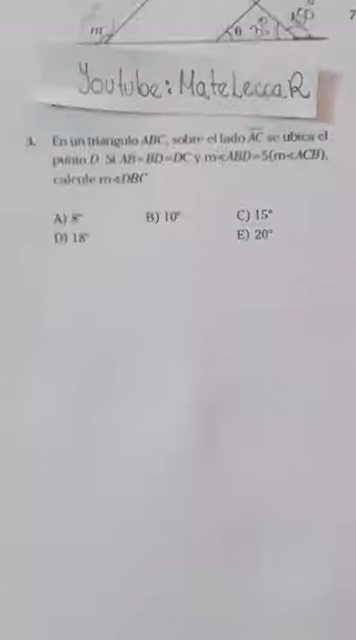 m
θ
7
Youtube: MateLeccaR
3. En un triángulo ABC, sobre el lado AC se ubica el
punto D. Si AB=BD=DC y m∢ABD=5(m∢ACB),
calcule m∢DBC
A) 8° B) 10° C) 15°
D) 18° E) 20°